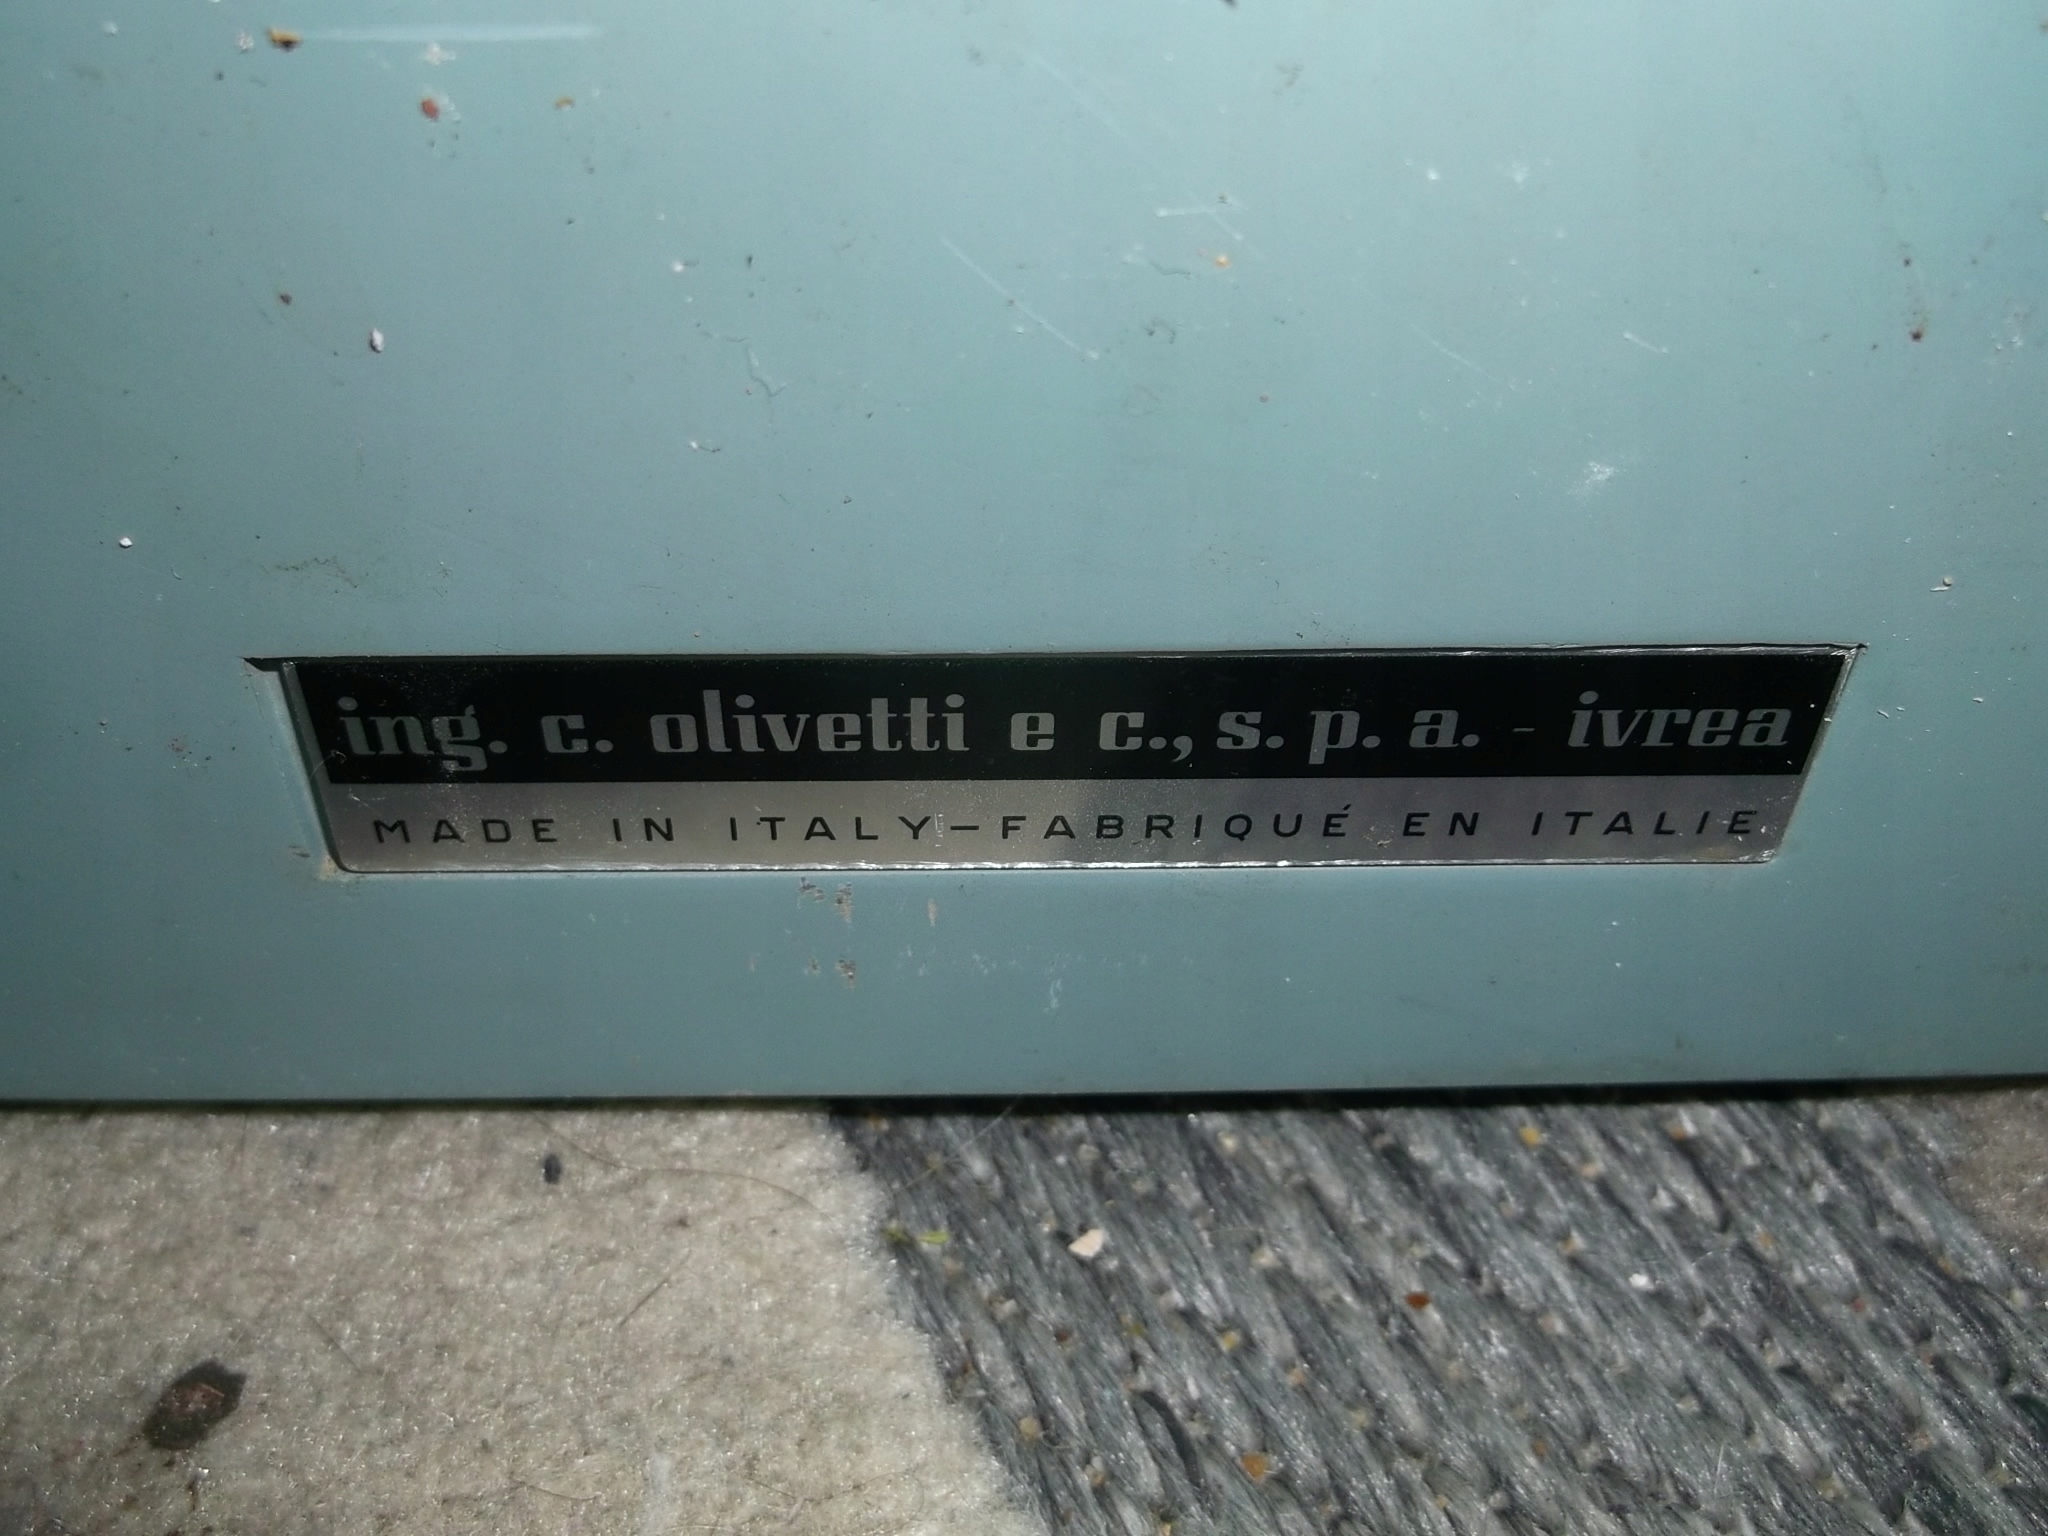 ing. c. olivetti e c., s. p. a. - ivrea
MADE IN ITALY-FABRIQUÉ EN ITALIE